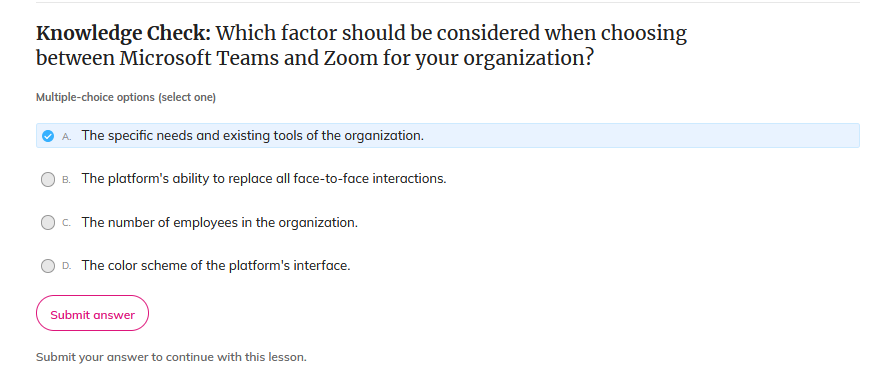 Knowledge Check: Which factor should be considered when choosing
between Microsoft Teams and Zoom for your organization?
Multiple-choice options (select one)
A. The specific needs and existing tools of the organization.
B. The platform's ability to replace all face-to-face interactions.
C. The number of employees in the organization.
D. The color scheme of the platform's interface.
Submit answer
Submit your answer to continue with this lesson.